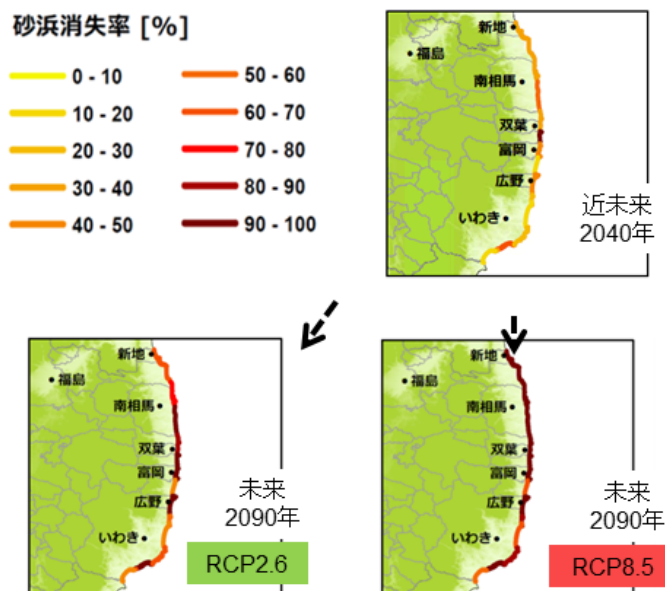 砂浜消失率 [%]
0 - 10
10 - 20
20 - 30
30 - 40
40 - 50
50 - 60
60 - 70
70 - 80
80 - 90
90 - 100
新地
福島
南相馬
双葉
富岡
広野
いわき
近未来
2040年
新地
福島
南相馬
双葉
富岡
広野
いわき
未来
2090年
RCP2.6
新地
福島
南相馬
双葉
富岡
広野
いわき
未来
2090年
RCP8.5